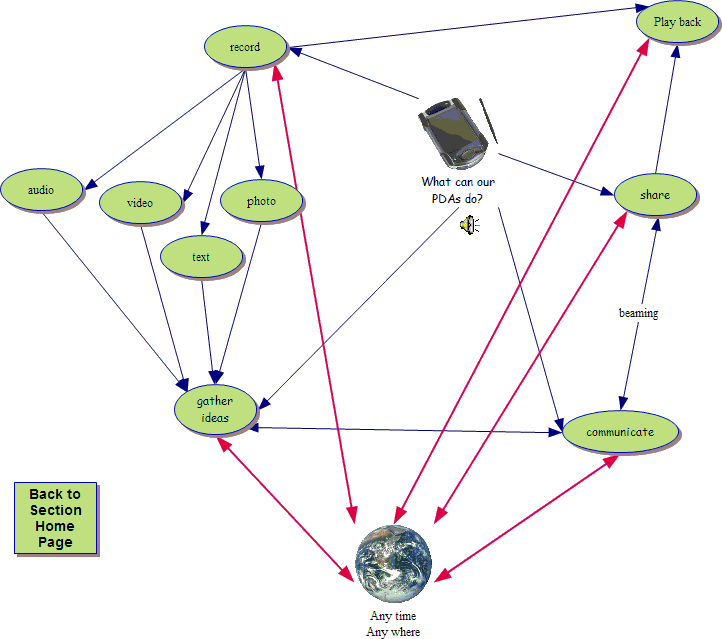 Play back
record
What can our
PDAs do?
audio
video
photo
share
text
beaming
gather
ideas
communicate
Back to
Section
Home
Page
Any time
Any where